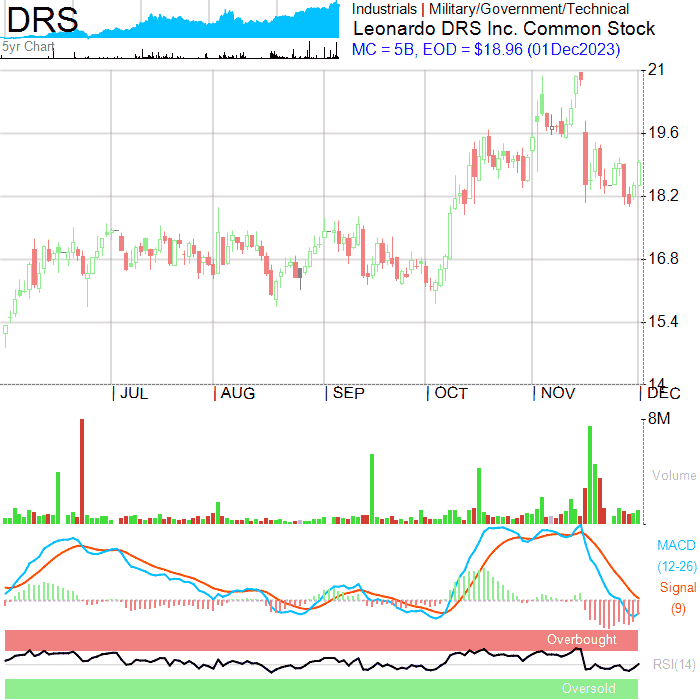 DRS
5yr Chart
Industrials | Military/Government/Technical
Leonardo DRS Inc. Common Stock
MC = 5B, EOD = $18.96 (01Dec2023)
21
19.6
18.2
16.8
15.4
14
JUL AUG SEP OCT NOV DEC
8M
Volume
MACD
(12-26)
Signal
(9)
Overbought
RSI(14)
Oversold